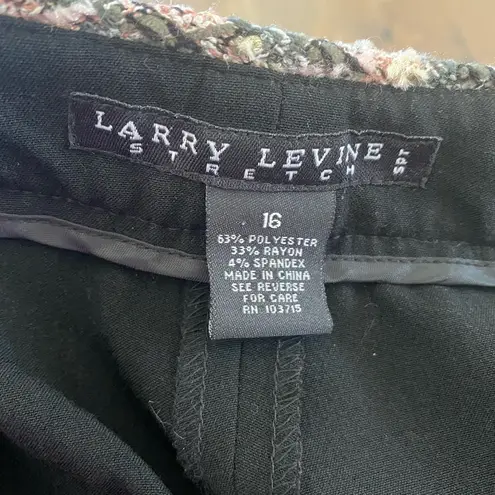 LARRY LEVINE
STRETCH SPT
16
63% POLYESTER
33% RAYON
4% SPANDEX
MADE IN CHINA
SEE REVERSE
FOR CARE
RN 103715